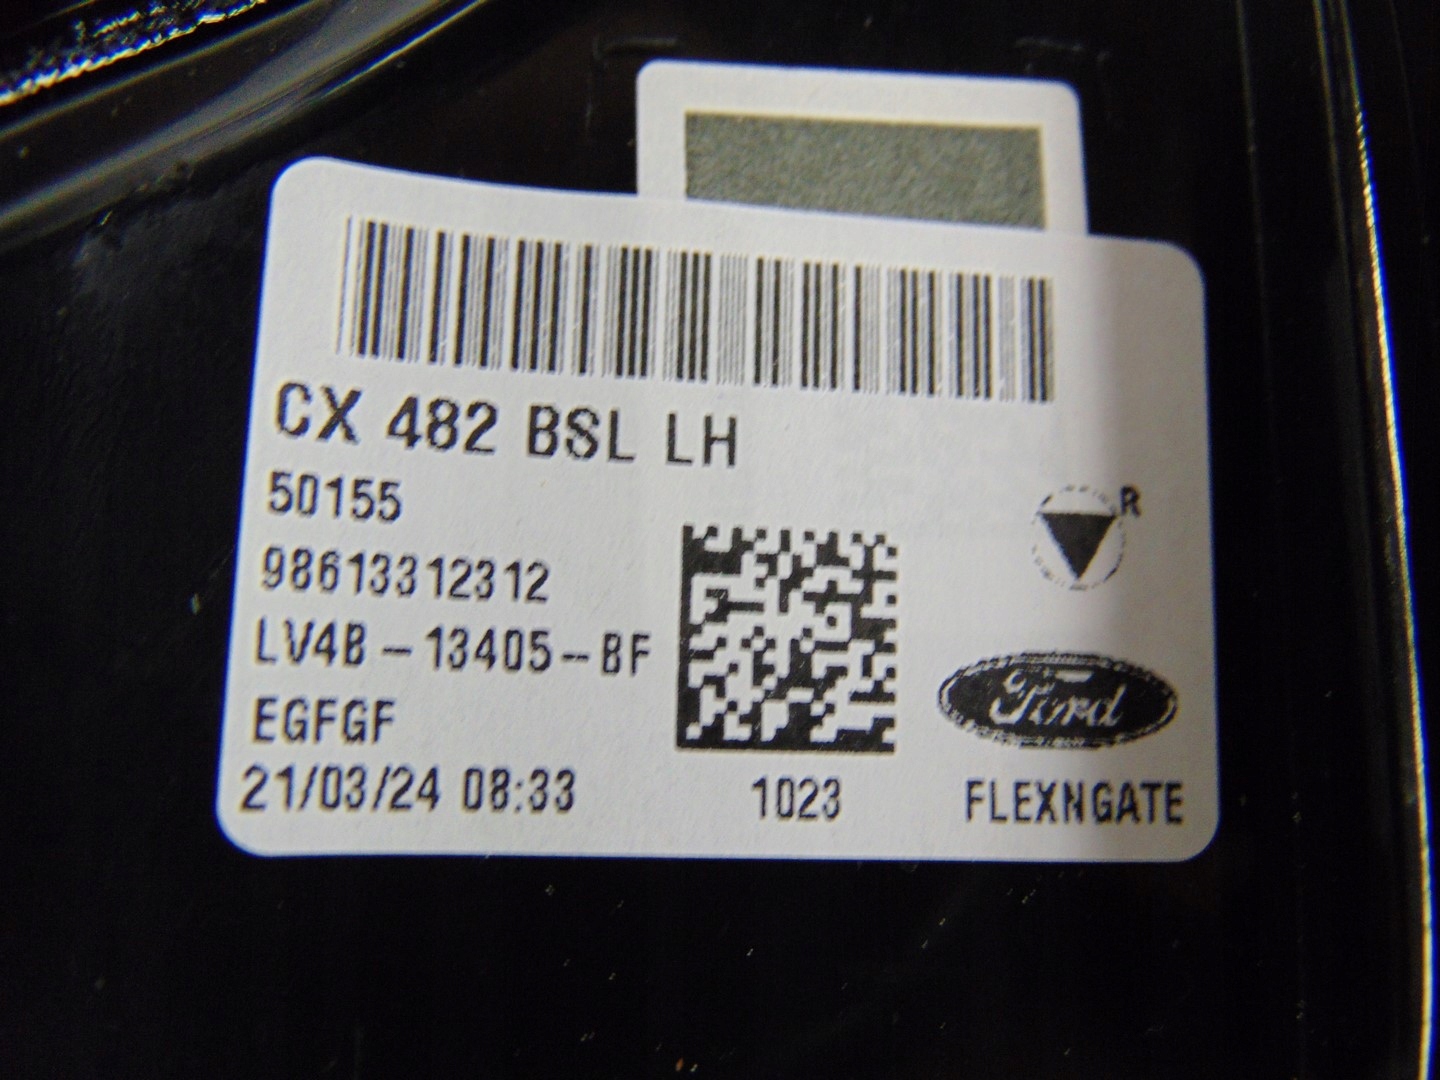 CX 482 BSL LH
50155
98613312312
LV4B-13405-BF
EGFGF
21/03/24 08:33
1023
R
Ford
FLEXNGATE